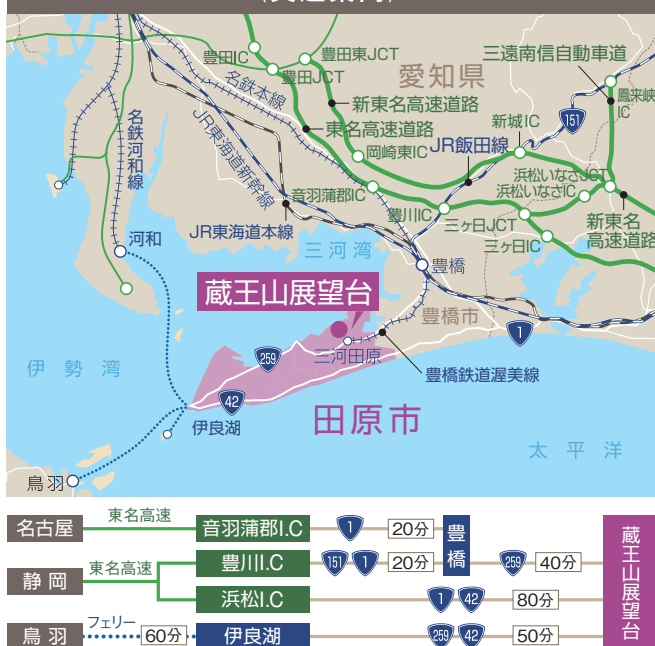 豊田IC
豊田東JCT
豊田JCT
愛知県
三遠南信自動車道
名鉄本線
新東名高速道路
鳳来峡
IC
151
名鉄河和線
JR東海道新幹線
東名高速道路
岡崎東IC
JR飯田線
新城IC
浜松いなさJCT
浜松いなさIC
音羽蒲郡IC
豊川IC
三ヶ日JCT
新東名
高速道路
河和
JR東海道本線
三河湾
三ヶ日IC
豊橋
蔵王山展望台
豊橋市
1
伊勢湾
259
三河田原
豊橋鉄道渥美線
42
伊良湖
田原市
太平洋
鳥羽
名古屋 東名高速 音羽蒲郡I.C 1 20分 豊橋
静岡 東名高速 豊川I.C 151 1 20分 259 40分
浜松I.C 1 42 80分
鳥羽 フェリー 60分 伊良湖 259 42 50分
蔵王山展望台